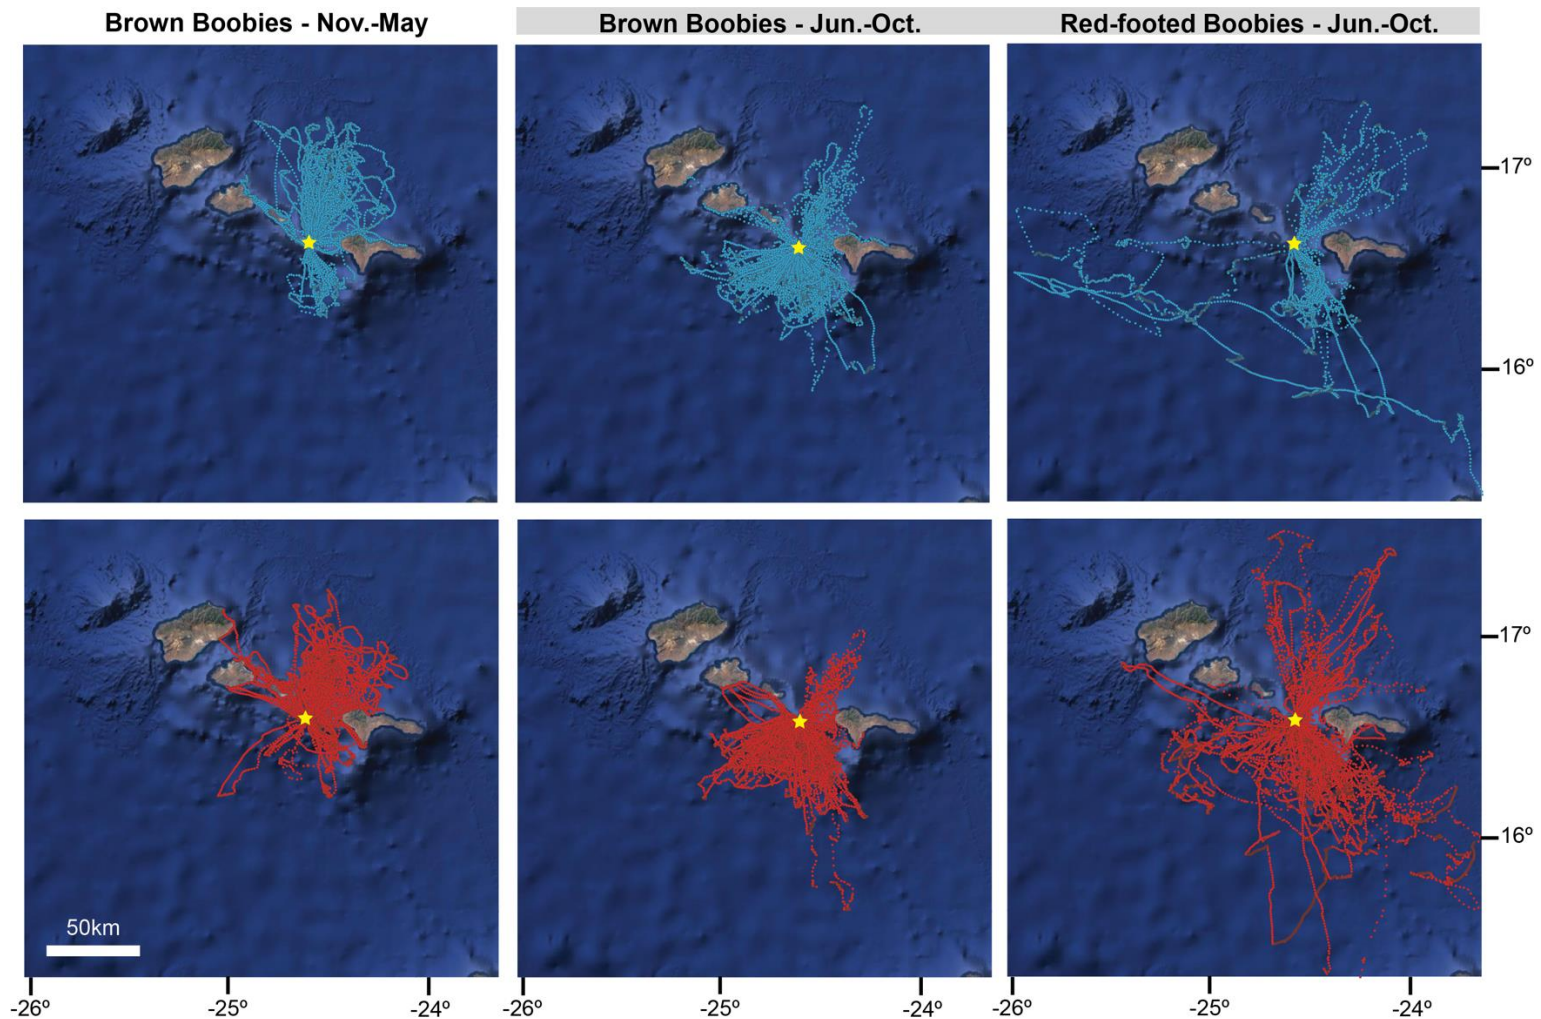 Brown Boobies - Nov.-May
Brown Boobies - Jun.-Oct.
Red-footed Boobies - Jun.-Oct.
17º
16º
17º
16º
50km
-26º
-25º
-24º
-26º
-25º
-24º
-26º
-25º
-24º